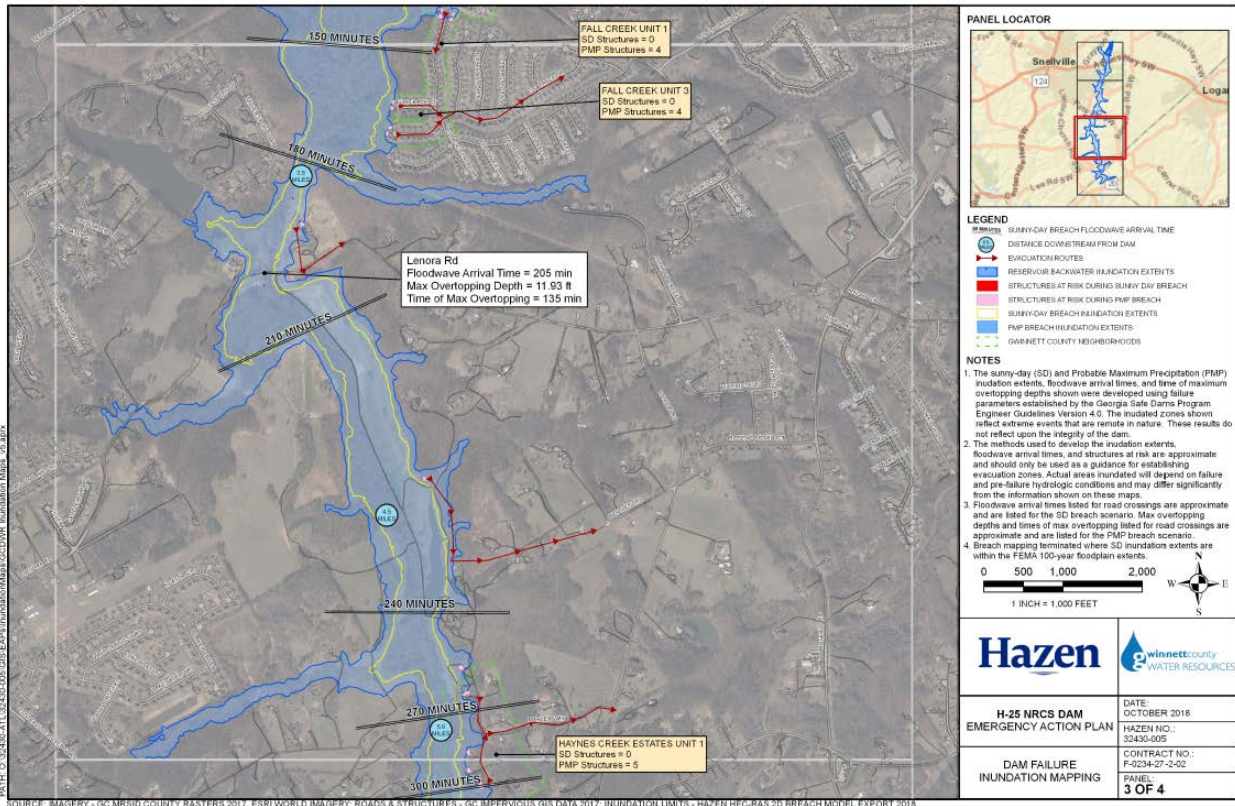 150 MINUTES
FALL CREEK UNIT 1
SD Structures = 0
PMP Structures = 4
FALL CREEK UNIT 3
SD Structures = 0
PMP Structures = 4
180 MINUTES
3.5
MILES
Lenora Rd
Floodwave Arrival Time = 205 min
Max Overtopping Depth = 11.93 ft
Time of Max Overtopping = 135 min
210 MINUTES
4.5
MILES
240 MINUTES
270 MINUTES
5.0
MILES
HAYNES CREEK ESTATES UNIT 1
SD Structures = 0
PMP Structures = 5
300 MINUTES
PANEL LOCATOR
Snellville
124
Logan
Lee Rd SW
20
LEGEND
SUNNY-DAY BREACH FLOODWAVE ARRIVAL TIME
DISTANCE DOWNSTREAM FROM DAM
EVACUATION ROUTES
RESERVOIR BACKWATER INUNDATION EXTENTS
STRUCTURES AT RISK DURING SUNNY DAY BREACH
STRUCTURES AT RISK DURING PMP BREACH
SUNNY-DAY BREACH INUNDATION EXTENTS
PMP BREACH INUNDATION EXTENTS
GWINNETT COUNTY NEIGHBORHOODS
NOTES
1. The sunny-day (SD) and Probable Maximum Precipitation (PMP)
inudation extents, floodwave arrival times, and time of maximum
overtopping depths shown were developed using failure
parameters established by the Georgia Safe Dams Program
Engineer Guidelines Version 4.0. The inudated zones shown
reflect extreme events that are remote in nature. These results do
not reflect upon the integrity of the dam.
2. The methods used to develop the inudation extents,
floodwave arrival times, and structures at risk are approximate
and should only be used as a guidance for establishing
evacuation zones. Actual areas inundated will depend on failure
and pre-failure hydrologic conditions and may differ significantly
from the information shown on these maps.
3. Floodwave arrival times listed for road crossings are approximate
and are listed for the SD breach scenario. Max overtopping
depths and times of max overtopping listed for road crossings are
approximate and are listed for the PMP breach scenario.
4. Breach mapping terminated where SD inundation extents are
within the FEMA 100-year floodplain extents.
0 500 1,000 2,000
1 INCH = 1,000 FEET
N
W E
S
Hazen
gwinnettcounty
WATER RESOURCES
H-25 NRCS DAM
EMERGENCY ACTION PLAN
DATE:
OCTOBER 2018
HAZEN NO.:
32430-005
CONTRACT NO.:
F-0234-27-2-02
DAM FAILURE
INUNDATION MAPPING
PANEL:
3 OF 4
SOURCE: IMAGERY - GC MRSID COUNTY RASTERS 2017, ESRI WORLD IMAGERY; ROADS & STRUCTURES - GC IMPERVIOUS GIS DATA 2017; INUNDATION LIMITS - HAZEN HEC-RAS 2D BREACH MODEL EXPORT 2018